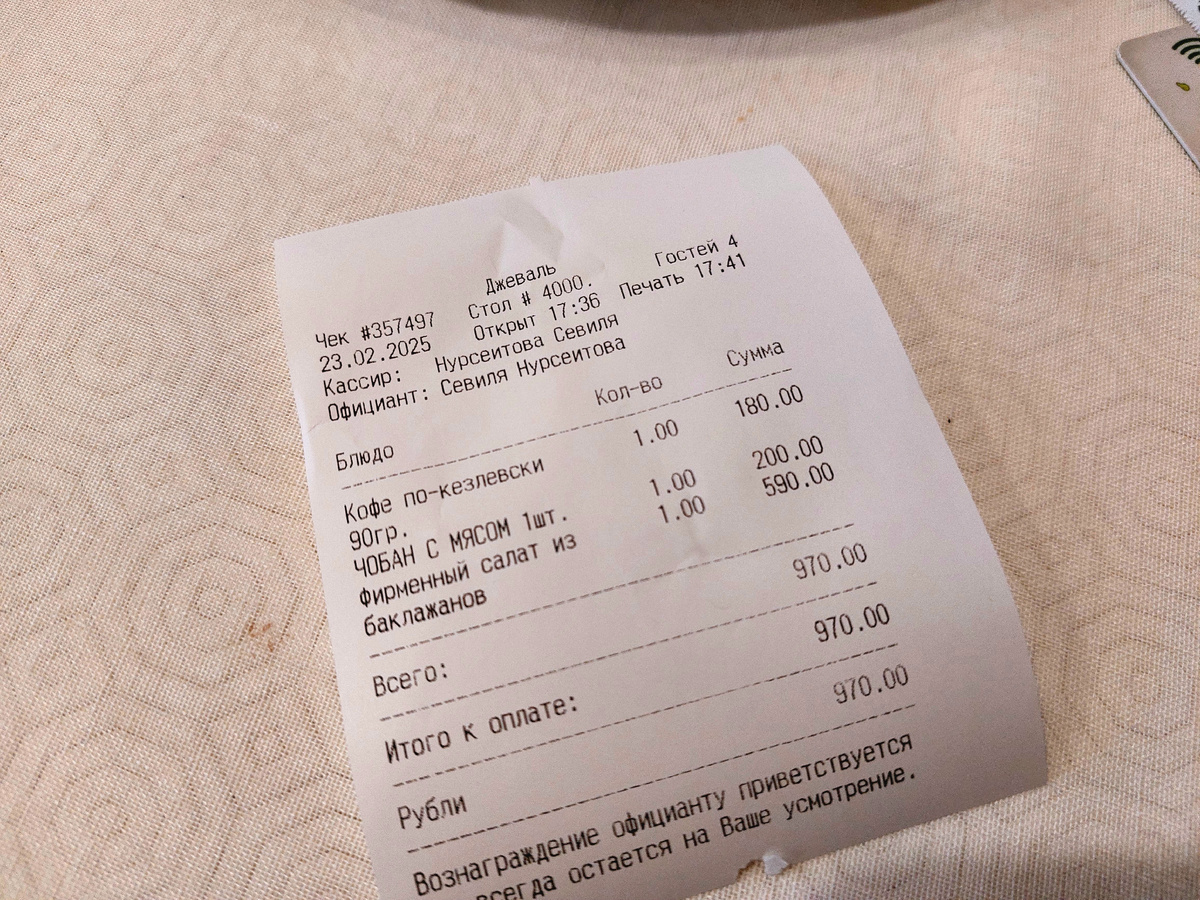 Джеваль
Чек #357497 Стол # 4000. Гостей 4
23.02.2025 Открыт 17:36 Печать 17:41
Кассир: Нурсеитова Севиля
Официант: Севиля Нурсеитова
Блюдо Кол-во Сумма
Кофе по-кезлевски 1.00 180.00
90гр.
ЧОБАН С МЯСОМ 1шт. 1.00 200.00
фирменный салат из 1.00 590.00
баклажанов
Всего: 970.00
Итого к оплате: 970.00
Рубли 970.00
Вознаграждение официанту приветствуется
всегда остается на Ваше усмотрение.